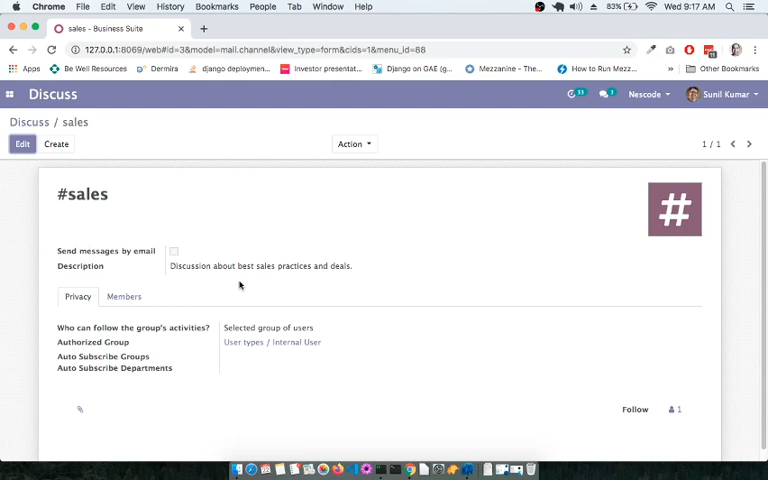 Chrome File Edit View History Bookmarks People Tab Window Help 83% Wed 9:17 AM
sales - Business Suite
127.0.0.1:8069/web#id=3&model=mail.channel&view_type=form&cids=1&menu_id=88
Apps Be Well Resources Dermira django deploymen... Investor presentat... Django on GAE (g... Mezzanine - The... How to Run Mezz... » Other Bookmarks
Discuss 33 1 Nescode Sunil Kumar
Discuss / sales
Edit Create Action 1 / 1
#sales
#
Send messages by email
Description Discussion about best sales practices and deals.
Privacy Members
Who can follow the group's activities? Selected group of users
Authorized Group User types / Internal User
Auto Subscribe Groups
Auto Subscribe Departments
Follow 1